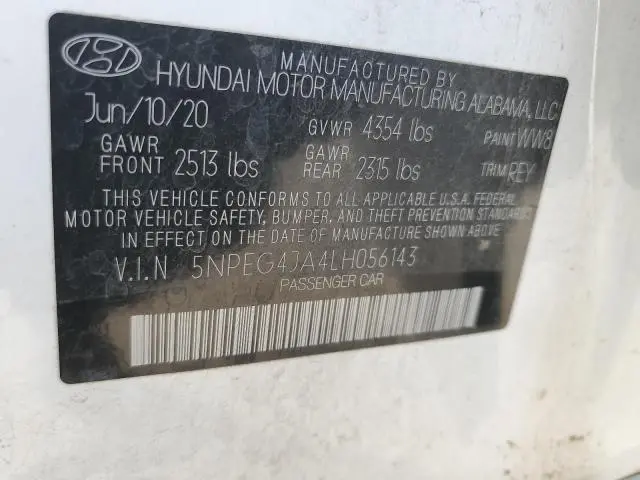 MANUFACTURED BY
HYUNDAI MOTOR MANUFACTURING ALABAMA, LLC
Jun/10/20 GVWR 4354 lbs PAINT WW8
GAWR FRONT 2513 lbs GAWR REAR 2315 lbs TRIM REY
THIS VEHICLE CONFORMS TO ALL APPLICABLE U.S.A. FEDERAL
MOTOR VEHICLE SAFETY, BUMPER, AND THEFT PREVENTION STANDARDS
IN EFFECT ON THE DATE OF MANUFACTURE SHOWN ABOVE.
V.I.N 5NPEG4JA4LH056143
PASSENGER CAR